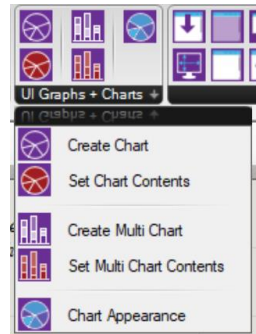 UI Graphs + Charts
Create Chart
Set Chart Contents
Create Multi Chart
Set Multi Chart Contents
Chart Appearance